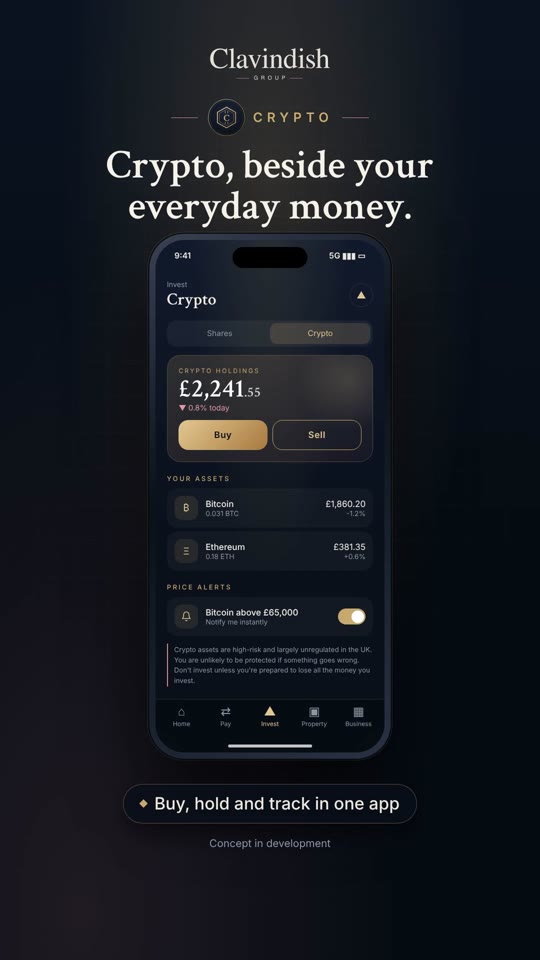 Clavindish
GROUP
CRYPTO
Crypto, beside your
everyday money.
9:41
5G
Invest
Crypto
Shares
Crypto
CRYPTO HOLDINGS
£2,241.55
▼ 0.8% today
Buy
Sell
YOUR ASSETS
Bitcoin
£1,860.20
0.031 BTC
-1.2%
Ethereum
£381.35
0.18 ETH
+0.6%
PRICE ALERTS
Bitcoin above £65,000
Notify me instantly
Crypto assets are high-risk and largely unregulated in the UK.
You are unlikely to be protected if something goes wrong.
Don't invest unless you're prepared to lose all the money you
invest.
Home
Pay
Invest
Property
Business
Buy, hold and track in one app
Concept in development